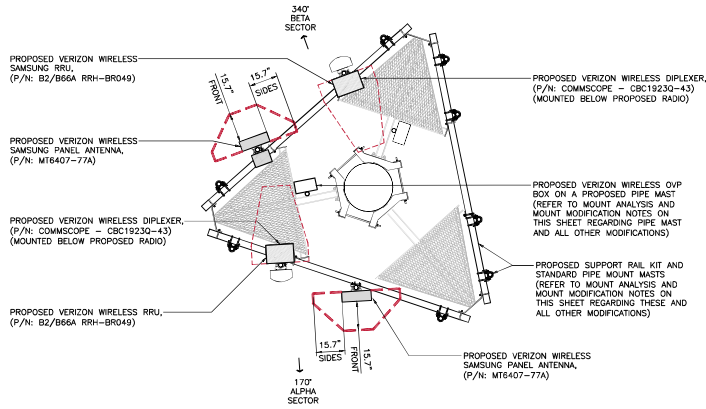 340°
BETA
SECTOR
PROPOSED VERIZON WIRELESS
SAMSUNG RRU,
(P/N: B2/B66A RRH-BR049)
15.7"
FRONT
15.7"
SIDES
PROPOSED VERIZON WIRELESS DIPLEXER,
(P/N: COMMSCOPE - CBC1923Q-43)
(MOUNTED BELOW PROPOSED RADIO)
PROPOSED VERIZON WIRELESS
SAMSUNG PANEL ANTENNA,
(P/N: MT6407-77A)
PROPOSED VERIZON WIRELESS OVP
BOX ON A PROPOSED PIPE MAST
(REFER TO MOUNT ANALYSIS AND
MOUNT MODIFICATION NOTES ON
THIS SHEET REGARDING PIPE MAST
AND ALL OTHER MODIFICATIONS)
PROPOSED VERIZON WIRELESS DIPLEXER,
(P/N: COMMSCOPE - CBC1923Q-43)
(MOUNTED BELOW PROPOSED RADIO)
PROPOSED SUPPORT RAIL KIT AND
STANDARD PIPE MOUNT MASTS
(REFER TO MOUNT ANALYSIS AND
MOUNT MODIFICATION NOTES ON
THIS SHEET REGARDING THESE AND
ALL OTHER MODIFICATIONS)
PROPOSED VERIZON WIRELESS RRU,
(P/N: B2/B66A RRH-BR049)
15.7"
SIDES
15.7"
FRONT
PROPOSED VERIZON WIRELESS
SAMSUNG PANEL ANTENNA,
(P/N: MT6407-77A)
170°
ALPHA
SECTOR